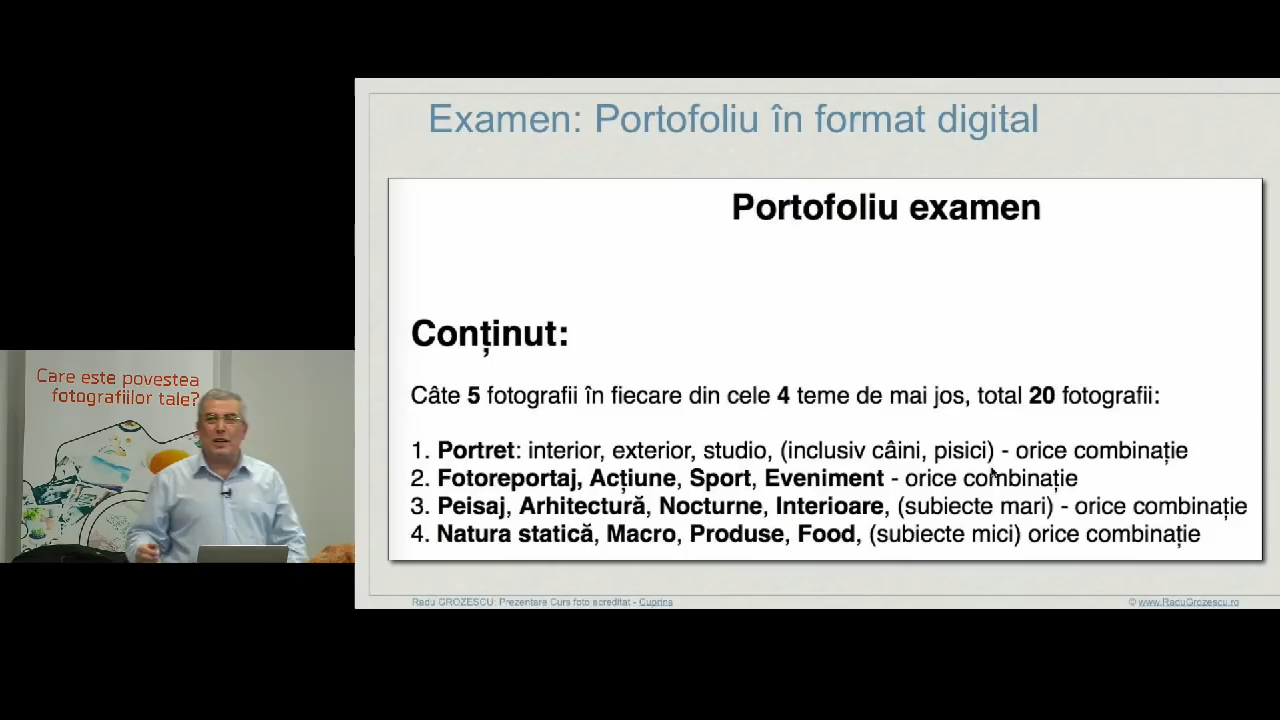 Examen: Portofoliu în format digital
Portofoliu examen
Conținut:
Câte 5 fotografii în fiecare din cele 4 teme de mai jos, total 20 fotografii:
1. Portret: interior, exterior, studio, (inclusiv câini, pisici) - orice combinație
2. Fotoreportaj, Acțiune, Sport, Eveniment - orice combinație
3. Peisaj, Arhitectură, Nocturne, Interioare, (subiecte mari) - orice combinație
4. Natura statică, Macro, Produse, Food, (subiecte mici) orice combinație
Radu GROZESCU: Prezentare Curs foto acreditat - Cuprins
© www.RaduGrozescu.ro
Care este povestea
fotografiilor tale?